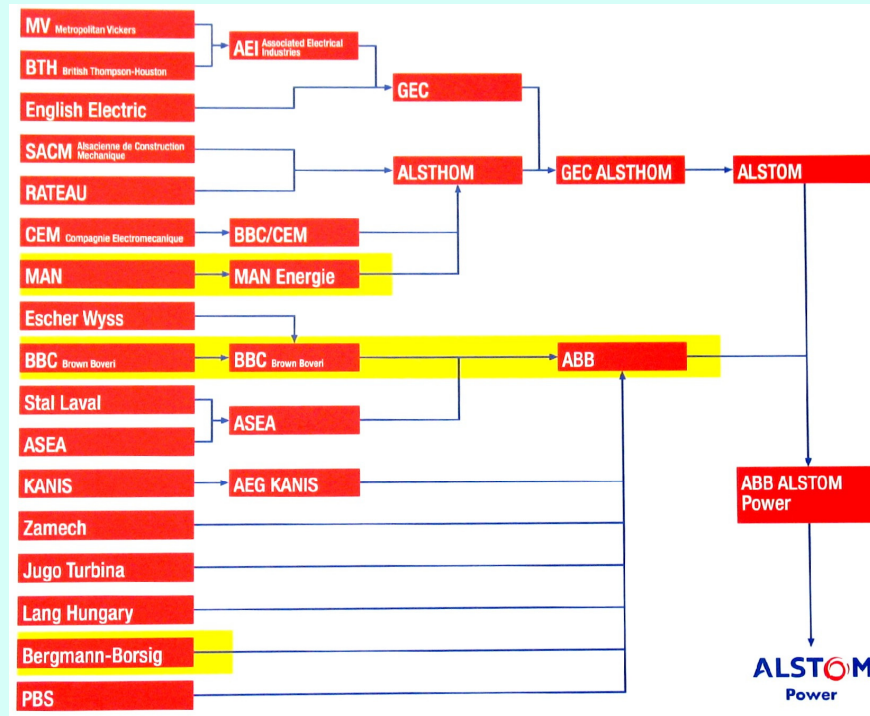 MV Metropolitan Vickers
AEI Associated Electrical
Industries
BTH British Thompson-Houston
GEC
English Electric
SACM Alsacienne de Construction
Mechanique
ALSTHOM
GEC ALSTHOM
ALSTOM
RATEAU
CEM Compagnie Electromecanique
BBC/CEM
MAN
MAN Energie
Escher Wyss
BBC Brown Boveri
BBC Brown Boveri
ABB
Stal Laval
ASEA
ASEA
KANIS
AEG KANIS
ABB ALSTOM
Power
Zamech
Jugo Turbina
Lang Hungary
Bergmann-Borsig
PBS
ALSTOM
Power